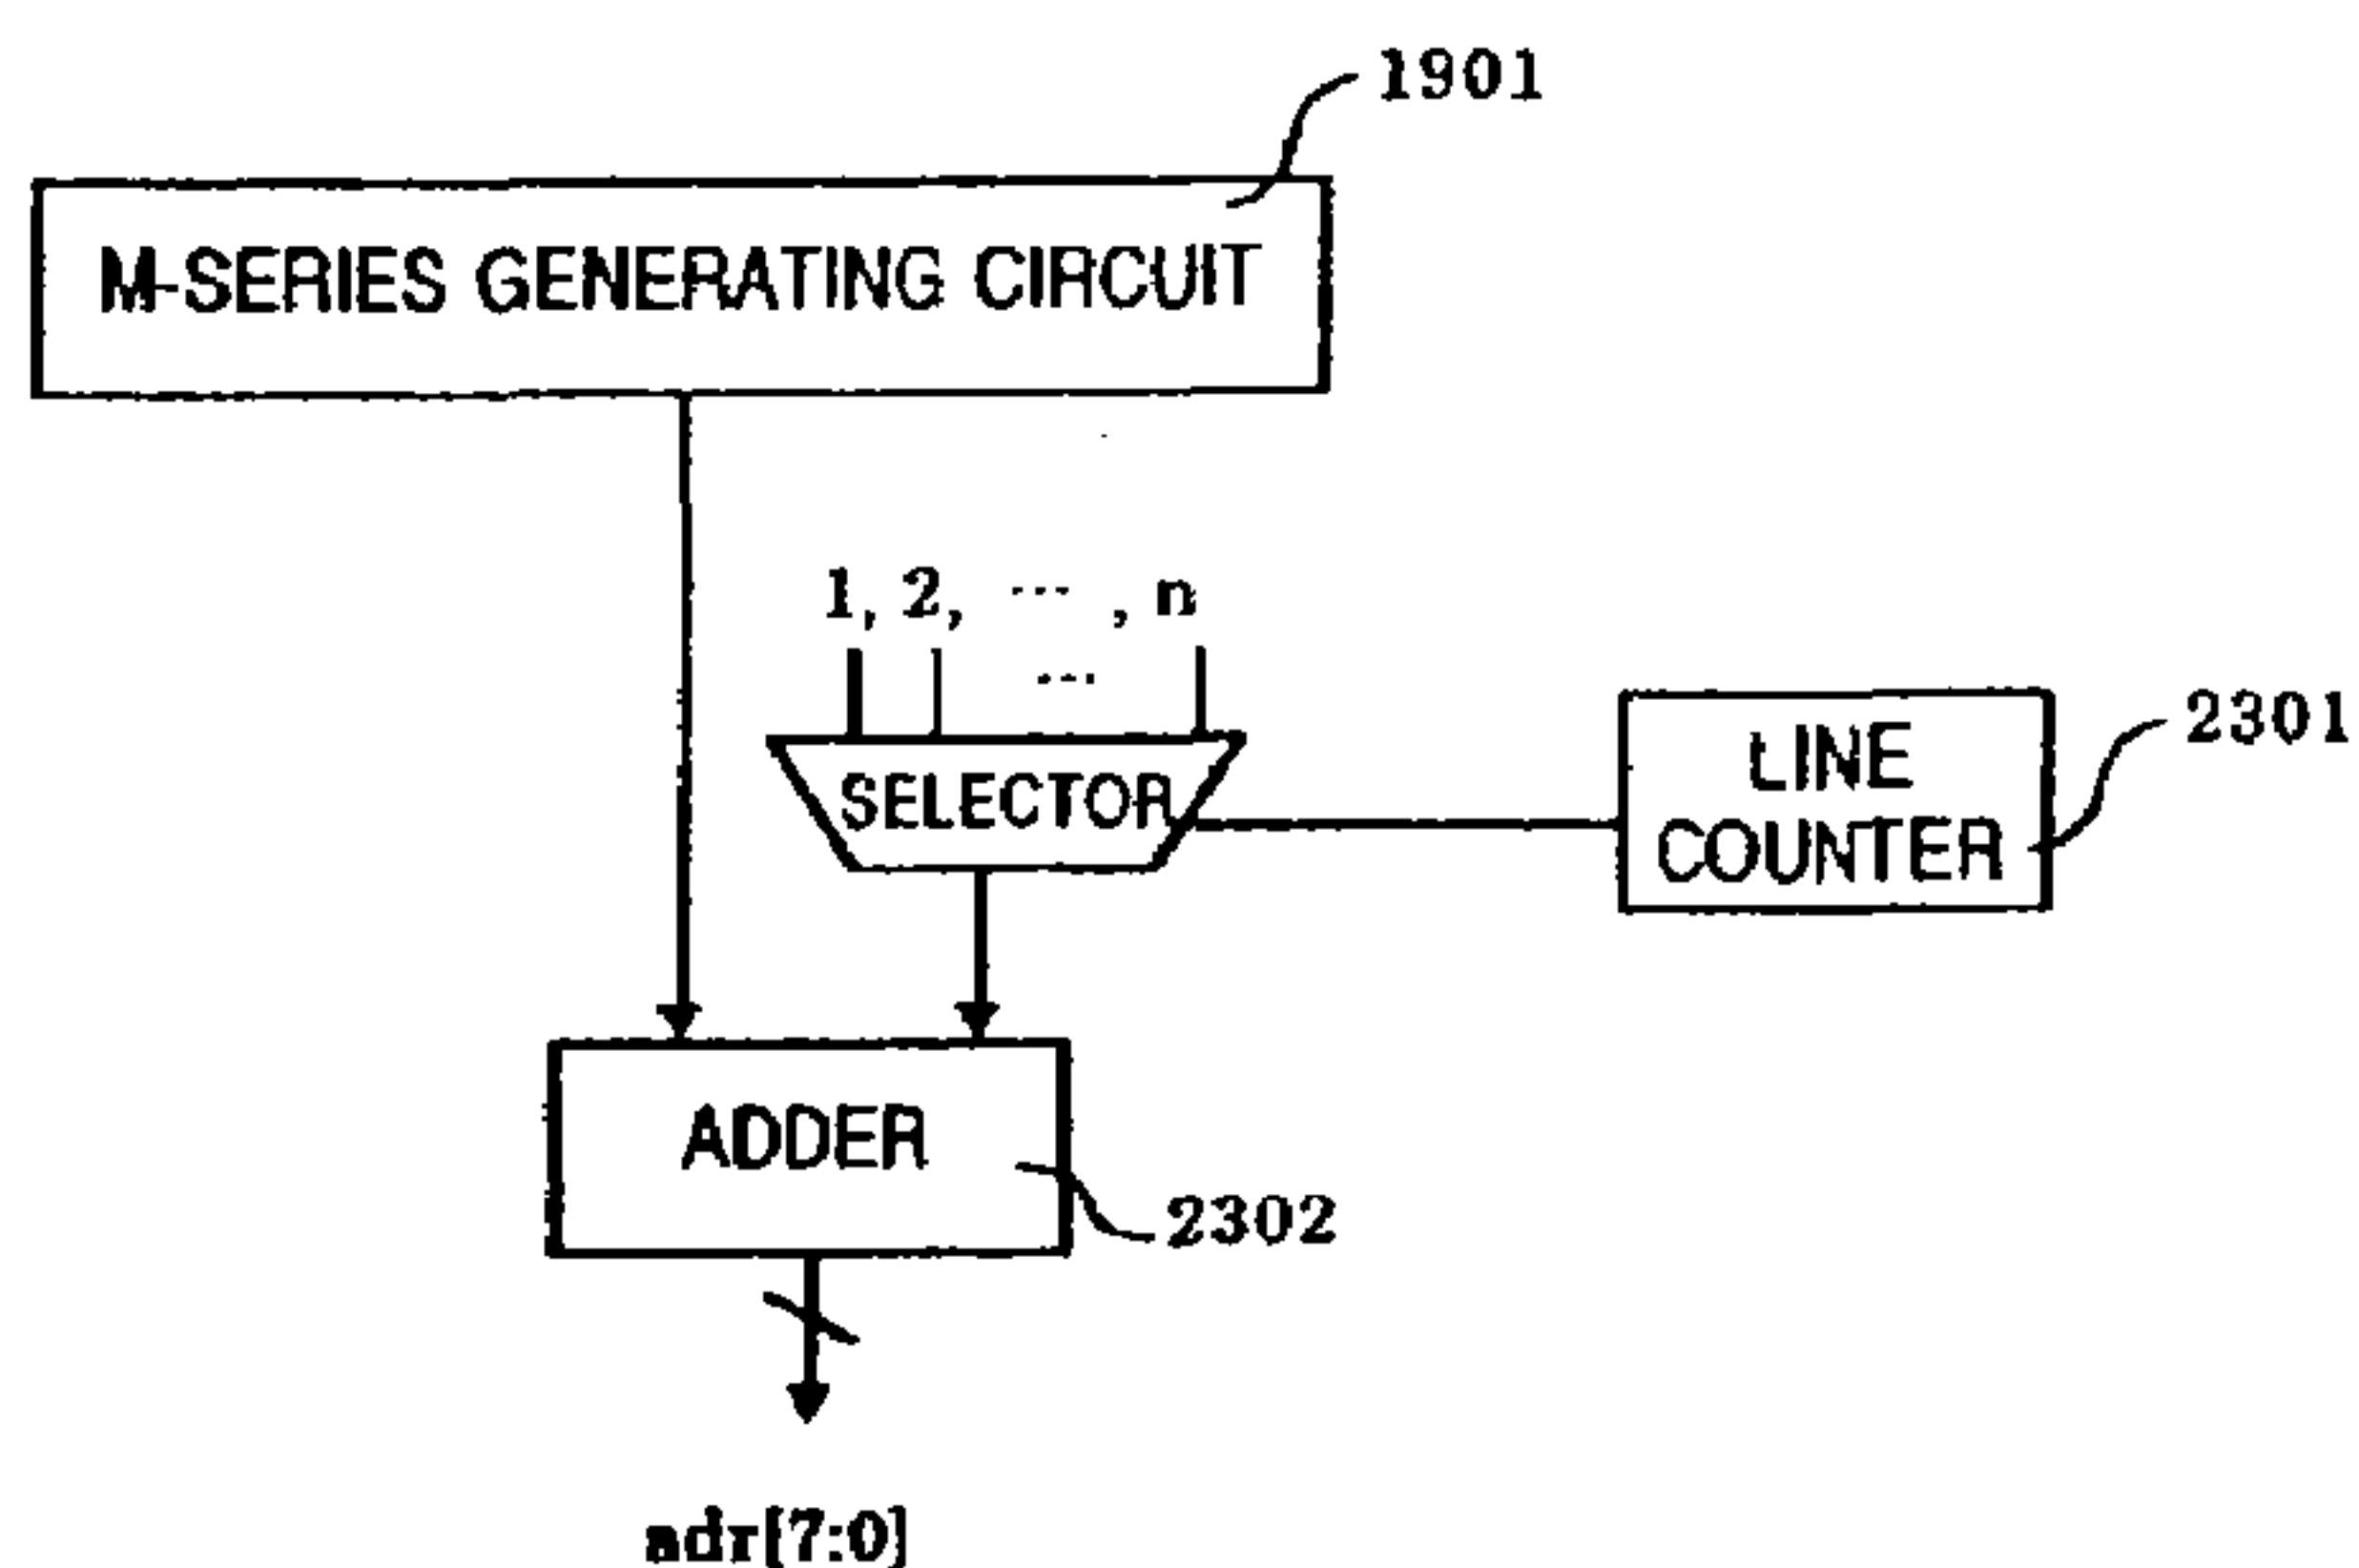 1901
M-SERIES GENERATING CIRCUIT
1, 2, ... , n
...
SELECTOR
LINE
COUNTER
2301
ADDER
2302
adr[7:0]